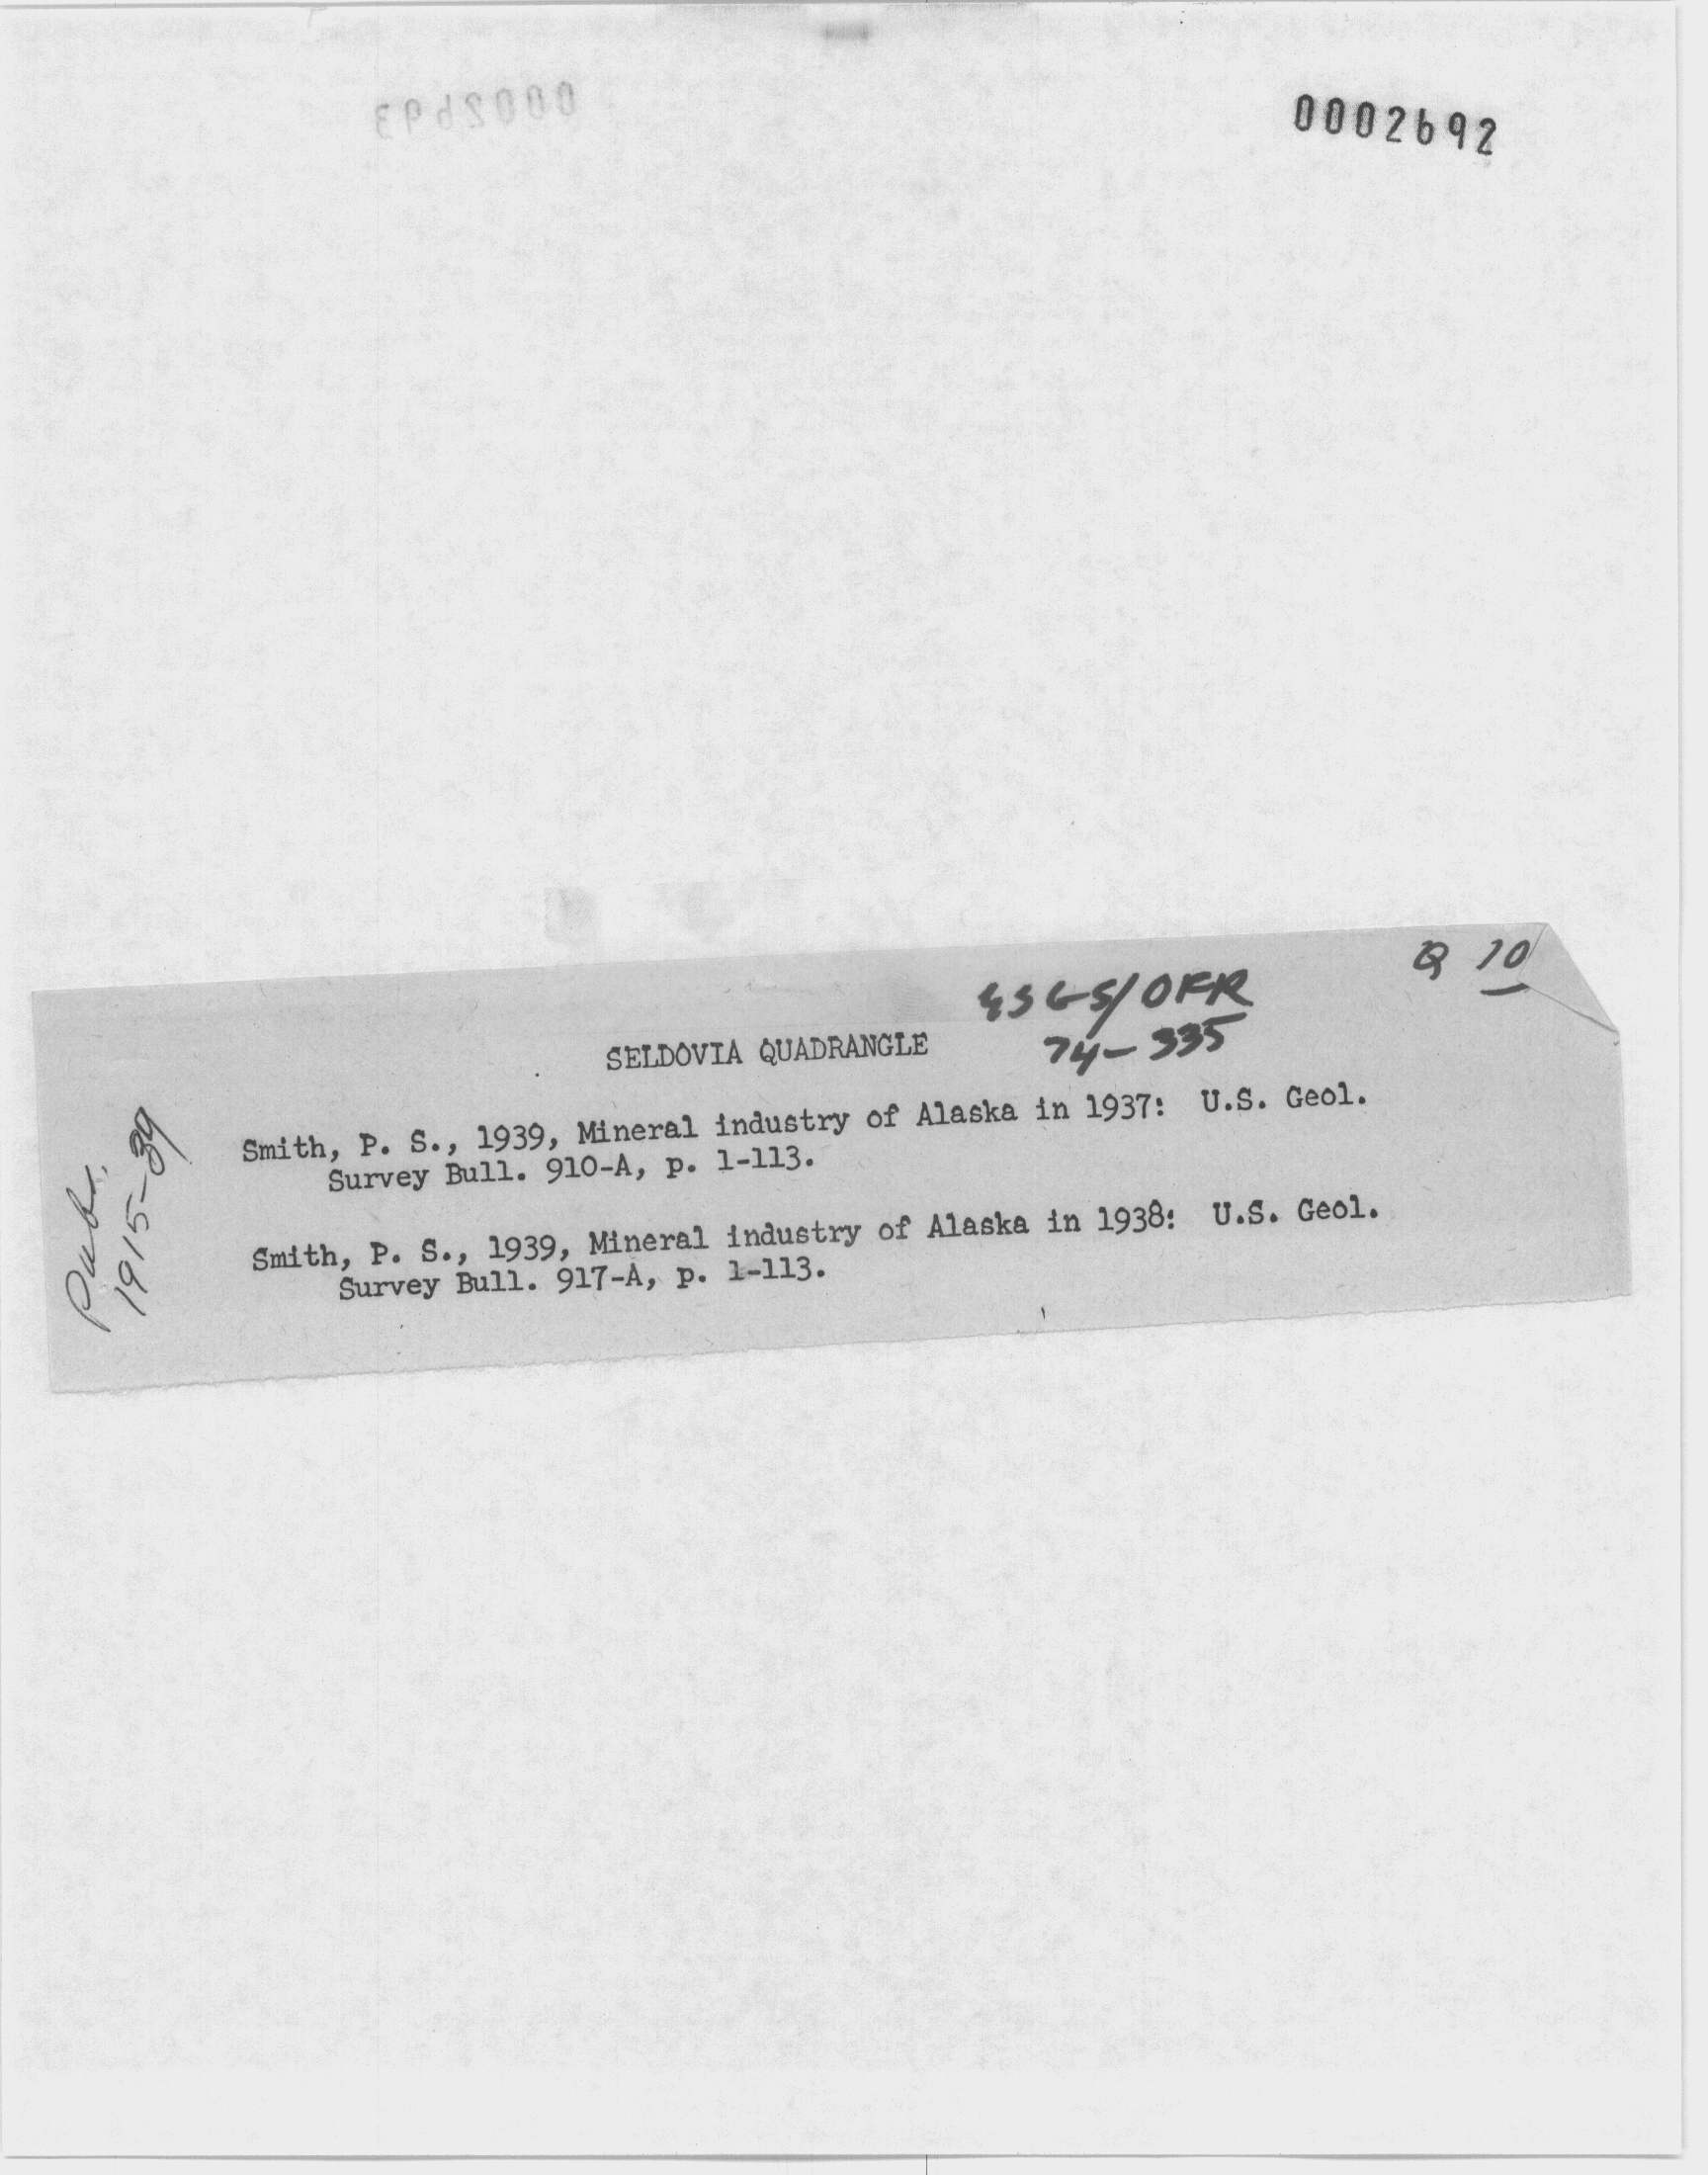 0002692
Q 10
USGS/OFR
74-335
SELDOVIA QUADRANGLE
Smith, P. S., 1939, Mineral industry of Alaska in 1937: U.S. Geol.
Survey Bull. 910-A, p. 1-113.
Smith, P. S., 1939, Mineral industry of Alaska in 1938: U.S. Geol.
Survey Bull. 917-A, p. 1-113.
Pubs.
1915-39
0002693